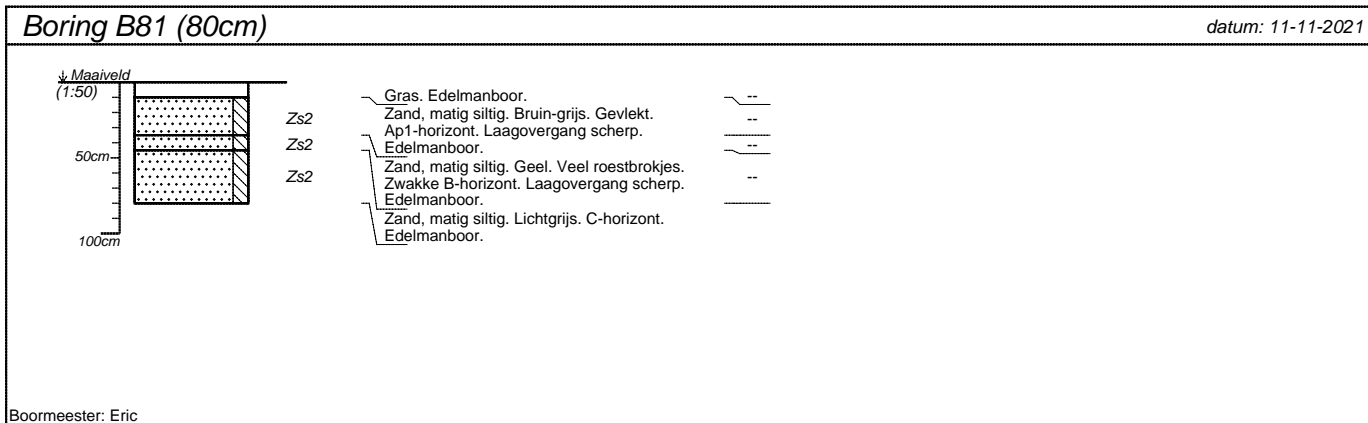 Boring B81 (80cm)
datum: 11-11-2021
Maaiveld
(1:50)
50cm
100cm
Zs2
Zs2
Zs2
Gras. Edelmanboor.
Zand, matig siltig. Bruin-grijs. Gevlekt.
Ap1-horizont. Laagovergang scherp.
Edelmanboor.
Zand, matig siltig. Geel. Veel roestbrokjes.
Zwakke B-horizont. Laagovergang scherp.
Edelmanboor.
Zand, matig siltig. Lichtgrijs. C-horizont.
Edelmanboor.
--
--
--
--
Boormeester: Eric